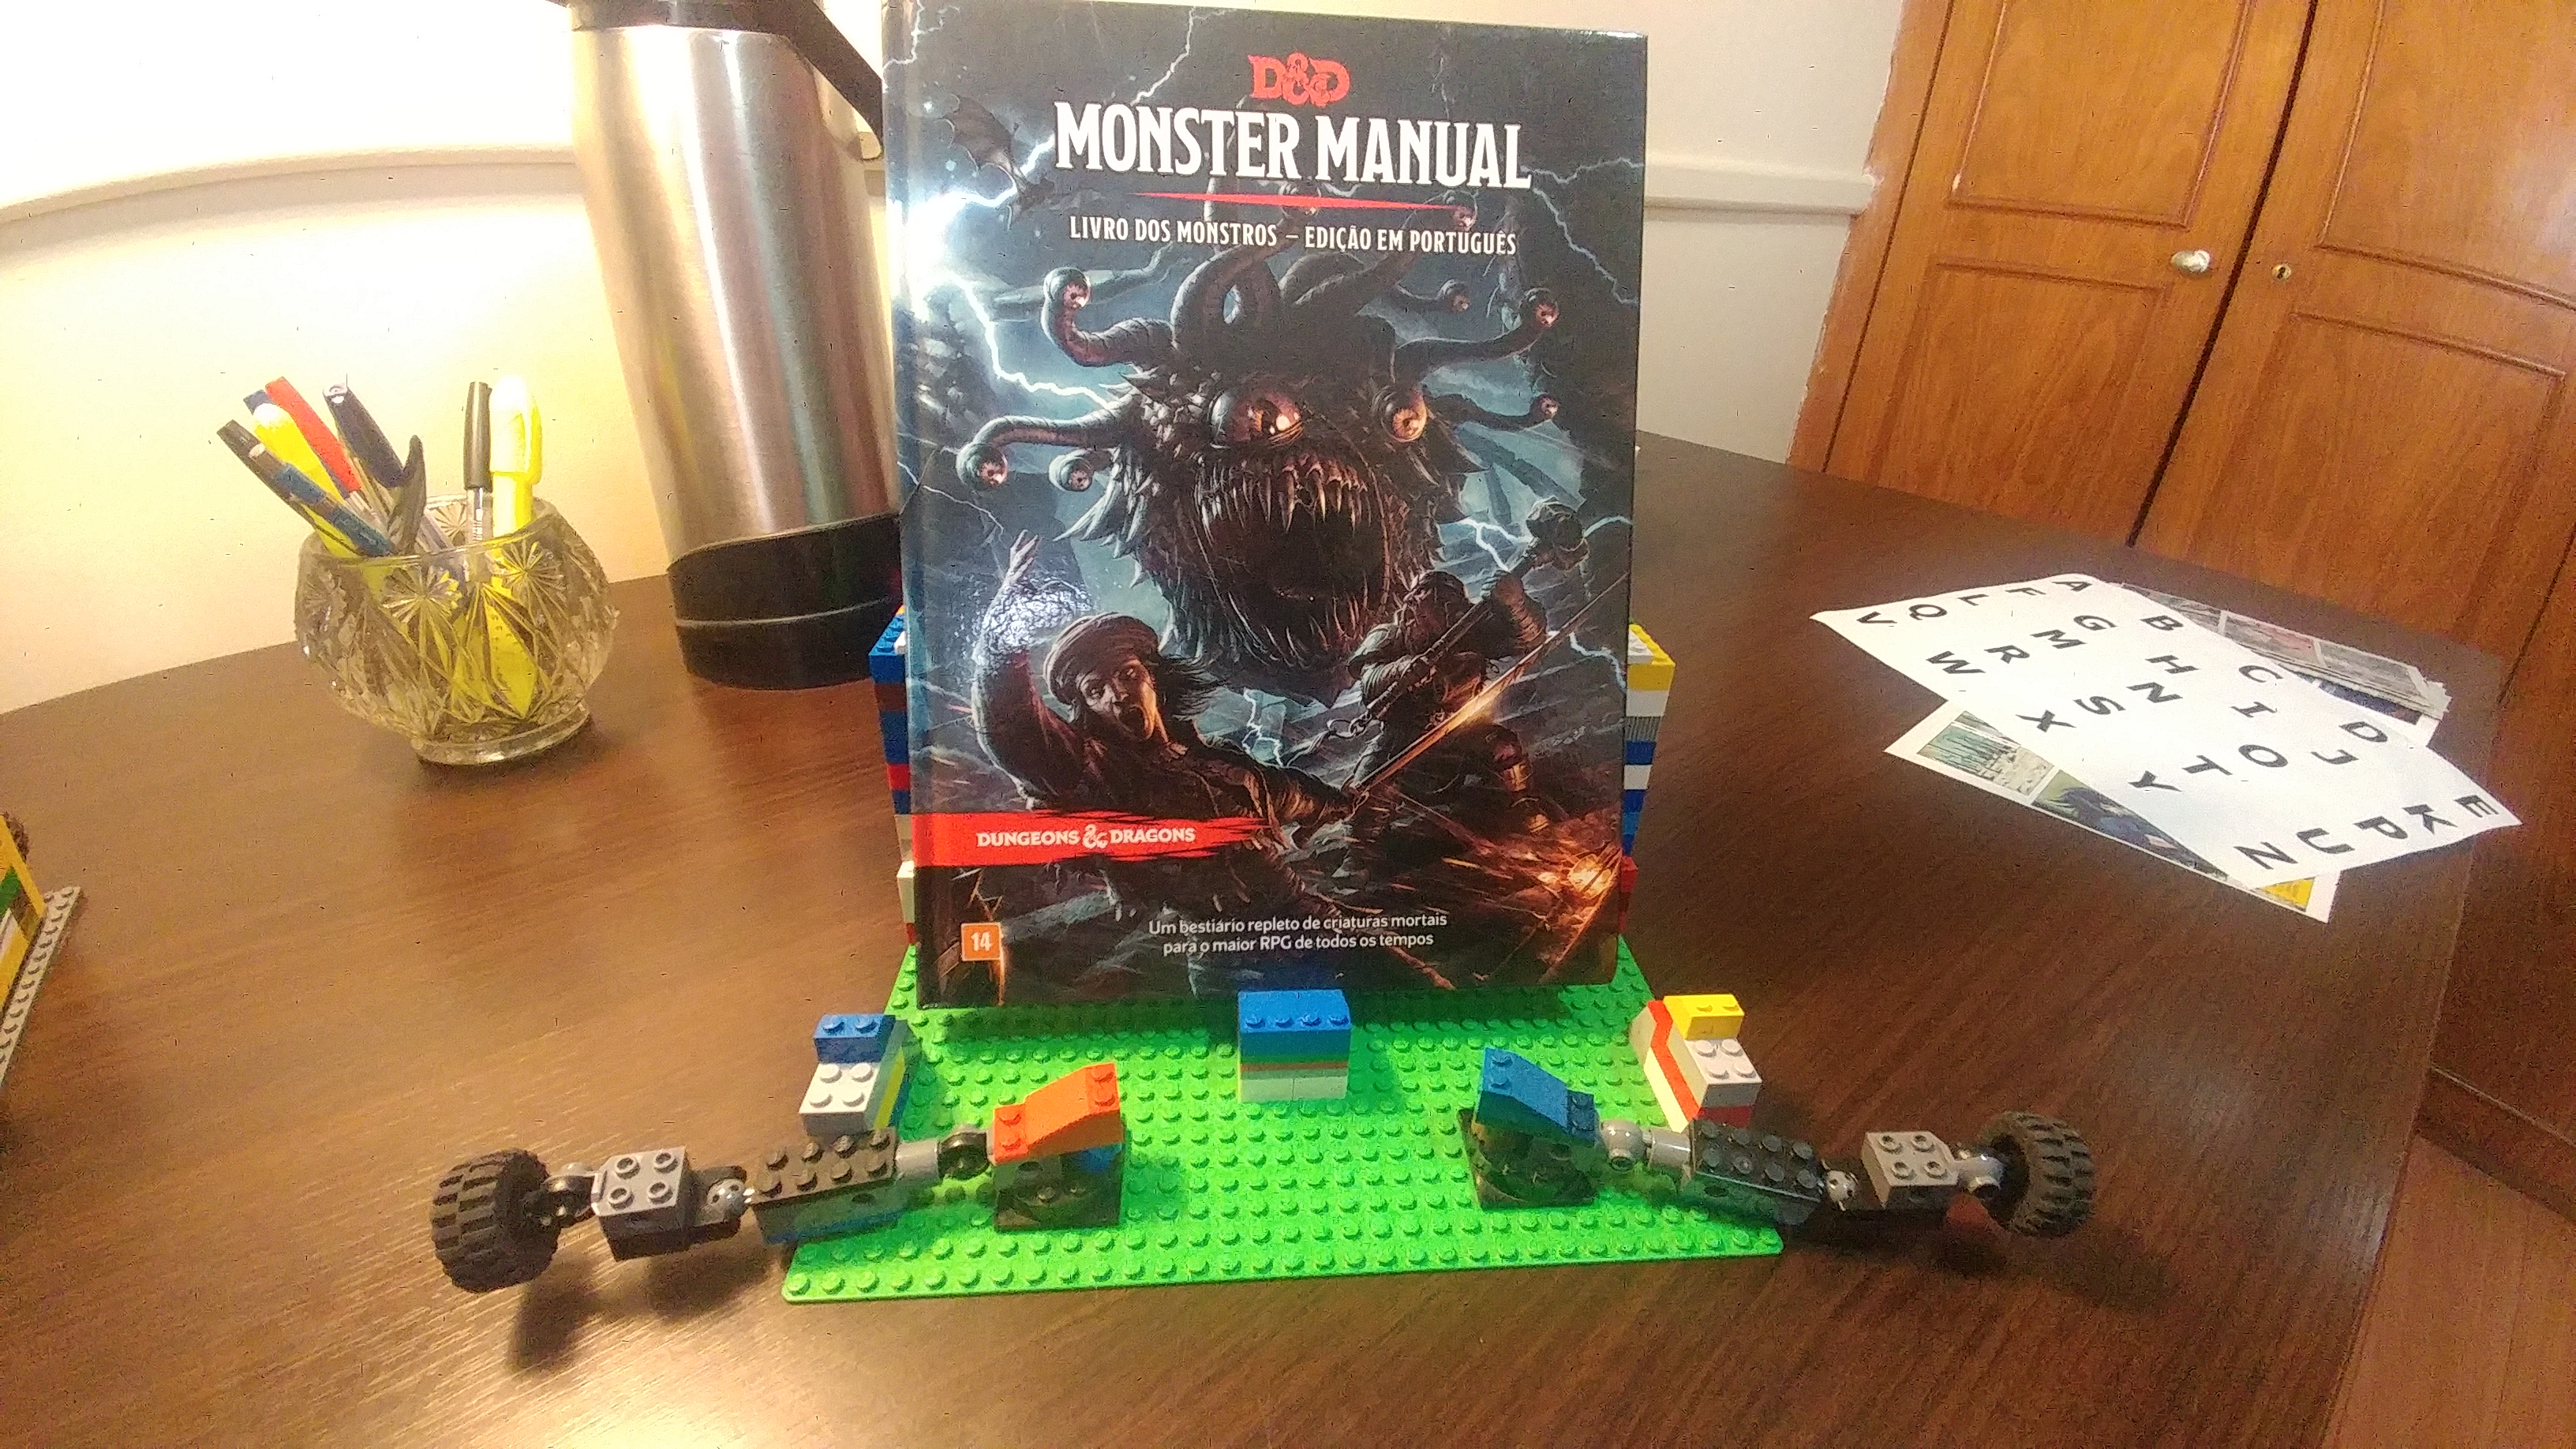 D&D
MONSTER MANUAL
LIVRO DOS MONSTROS – EDIÇÃO EM PORTUGUÊS
DUNGEONS & DRAGONS
14
Um bestiário repleto de criaturas mortais
para o maior RPG de todos os tempos
A B C D E
F G H I J K
L M N O P
Q R S T U
V W X Y Z